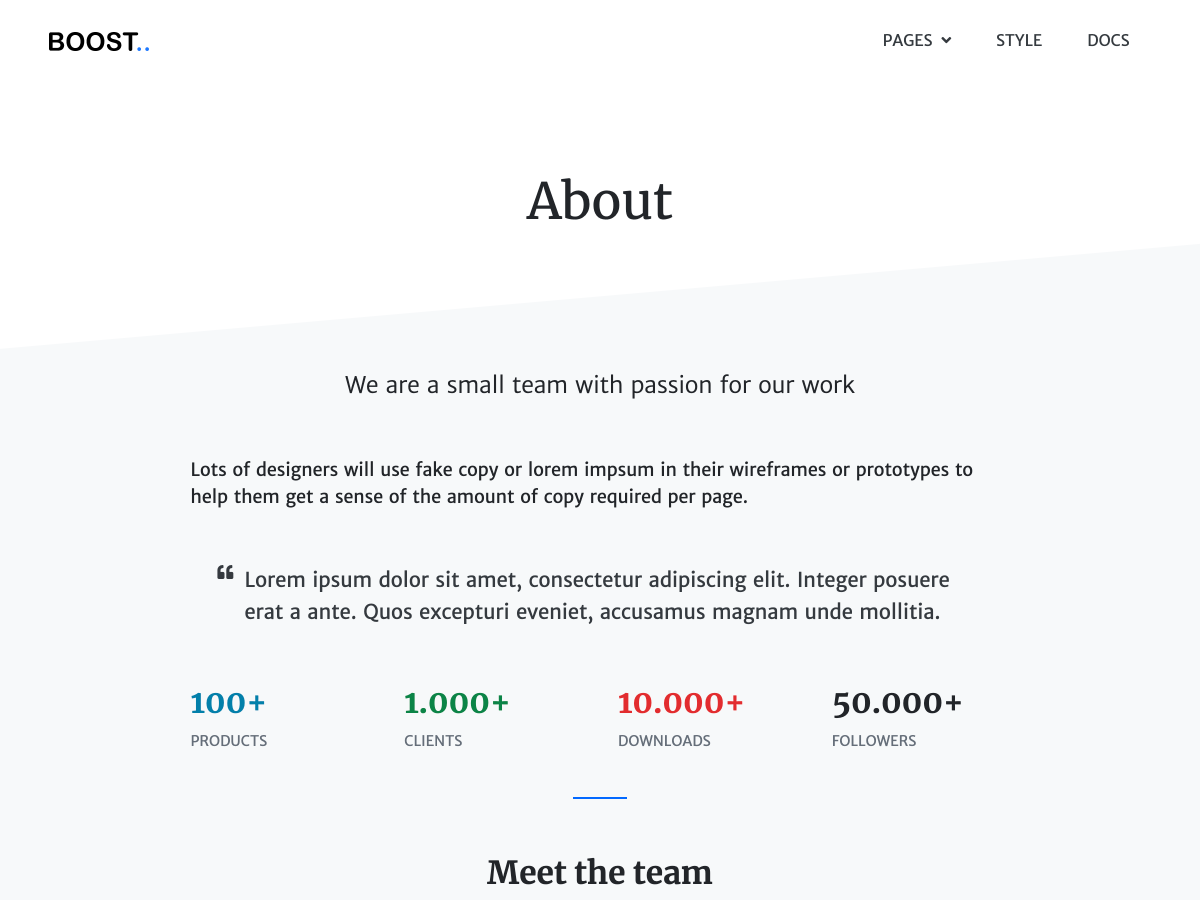 BOOST..
PAGES STYLE DOCS
About
We are a small team with passion for our work
Lots of designers will use fake copy or lorem impsum in their wireframes or prototypes to
help them get a sense of the amount of copy required per page.
❝ Lorem ipsum dolor sit amet, consectetur adipiscing elit. Integer posuere
erat a ante. Quos excepturi eveniet, accusamus magnam unde mollitia.
100+ 1.000+ 10.000+ 50.000+
PRODUCTS CLIENTS DOWNLOADS FOLLOWERS
Meet the team